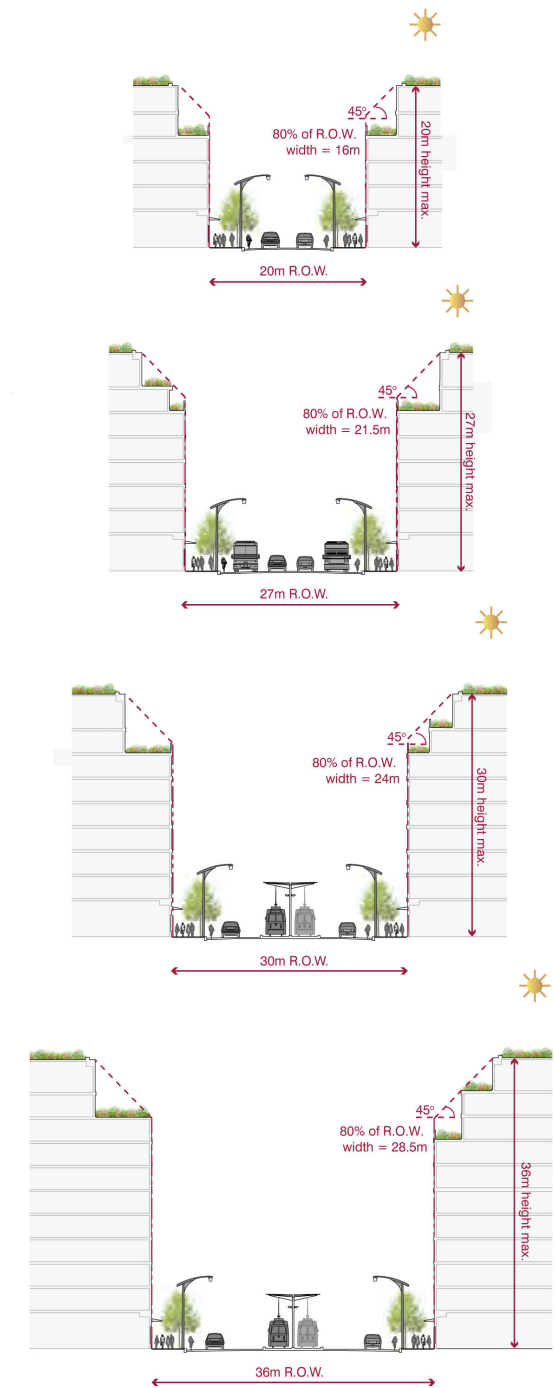 45°
80% of R.O.W.
width = 16m
20m height max.
20m R.O.W.
45°
80% of R.O.W.
width = 21.5m
27m height max.
27m R.O.W.
45°
80% of R.O.W.
width = 24m
30m height max.
30m R.O.W.
45°
80% of R.O.W.
width = 28.5m
36m height max.
36m R.O.W.